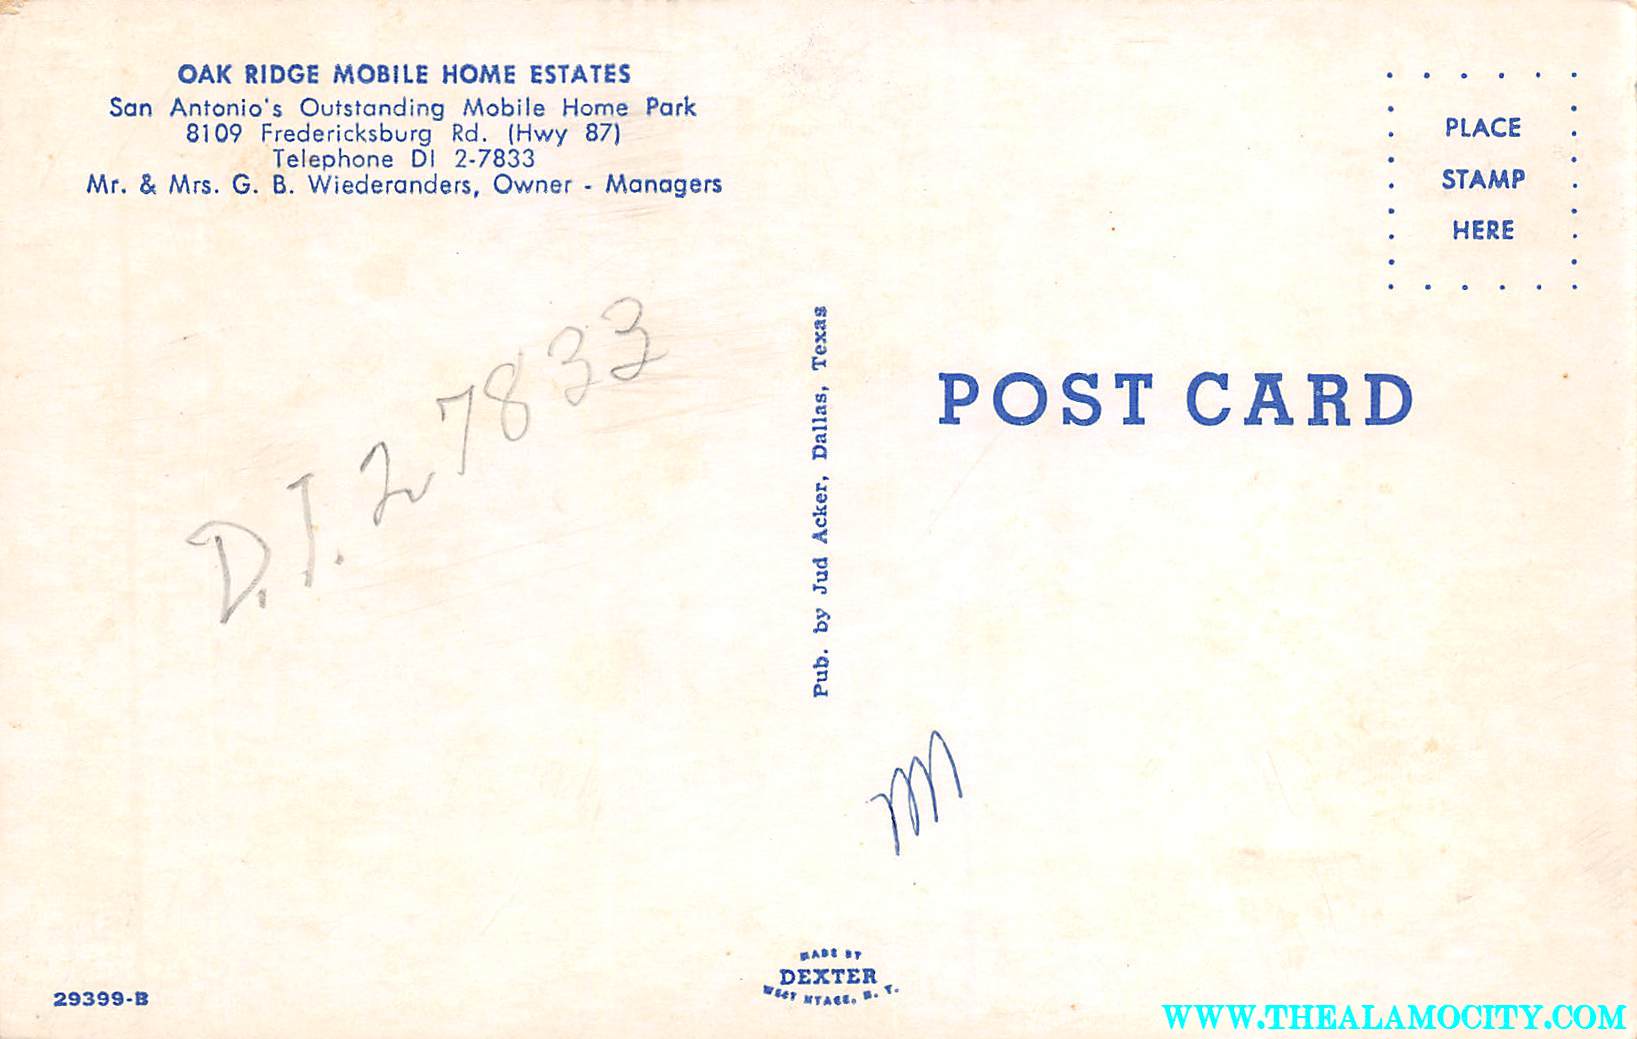 OAK RIDGE MOBILE HOME ESTATES
San Antonio's Outstanding Mobile Home Park
8109 Fredericksburg Rd. (Hwy 87)
Telephone DI 2-7833
Mr. & Mrs. G. B. Wiederanders, Owner - Managers
PLACE
STAMP
HERE
D.I. 2 7833
Pub. by Jud Acker, Dallas, Texas
POST CARD
m
MADE BY
DEXTER
WEST NYACK, N. Y.
29399-B
WWW.THEALAMOCITY.COM